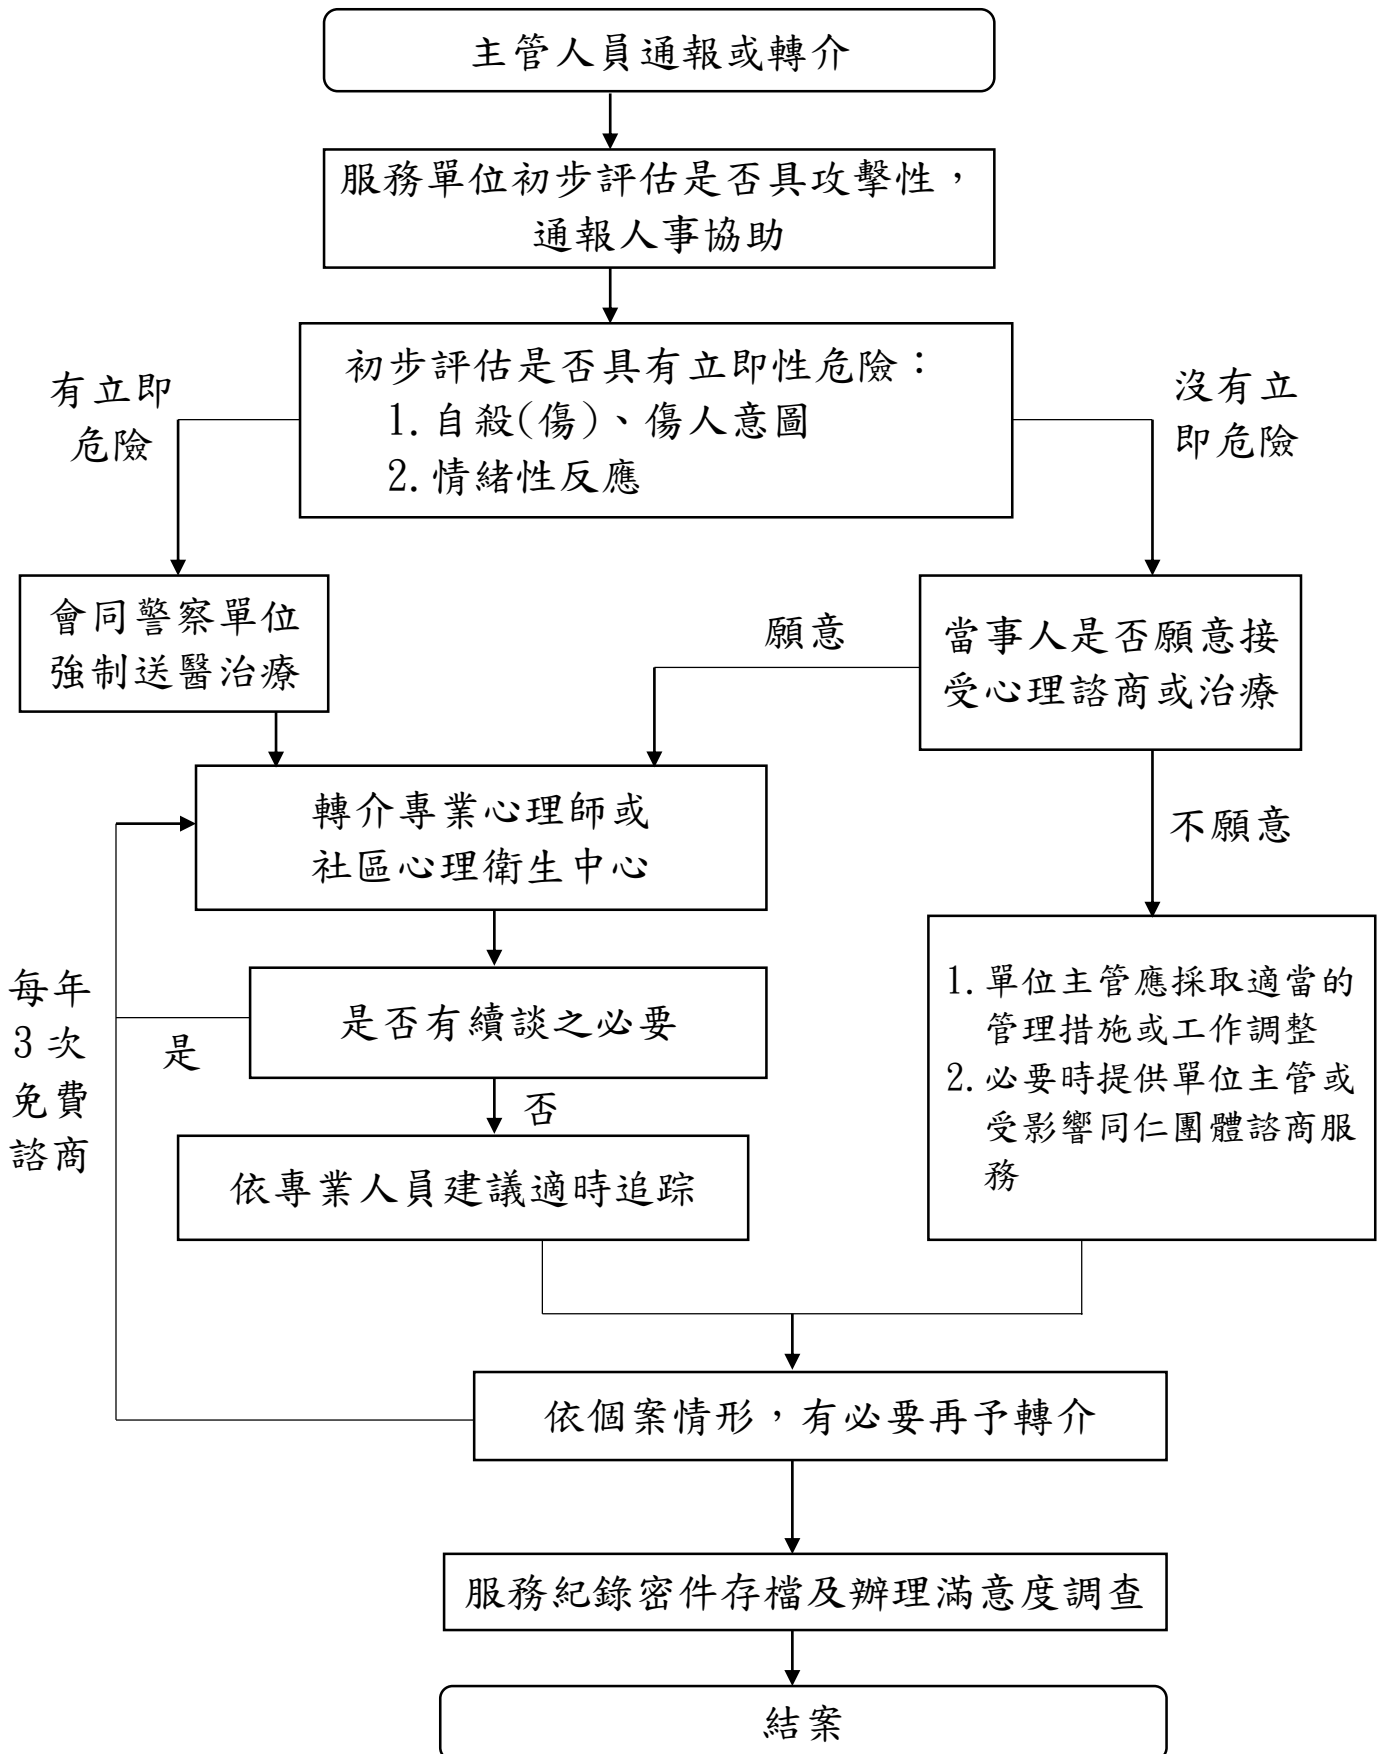 主管人員通報或轉介
服務單位初步評估是否具攻擊性，
通報人事協助
初步評估是否具有立即性危險：
1.自殺(傷)、傷人意圖
2.情緒性反應
有立即
危險
沒有立
即危險
會同警察單位
強制送醫治療
願意
當事人是否願意接
受心理諮商或治療
轉介專業心理師或
社區心理衛生中心
不願意
每年
3次
免費
諮商
是否有續談之必要
是
否
1.單位主管應採取適當的
管理措施或工作調整
2.必要時提供單位主管或
受影響同仁團體諮商服
務
依專業人員建議適時追踪
依個案情形，有必要再予轉介
服務紀錄密件存檔及辦理滿意度調查
結案